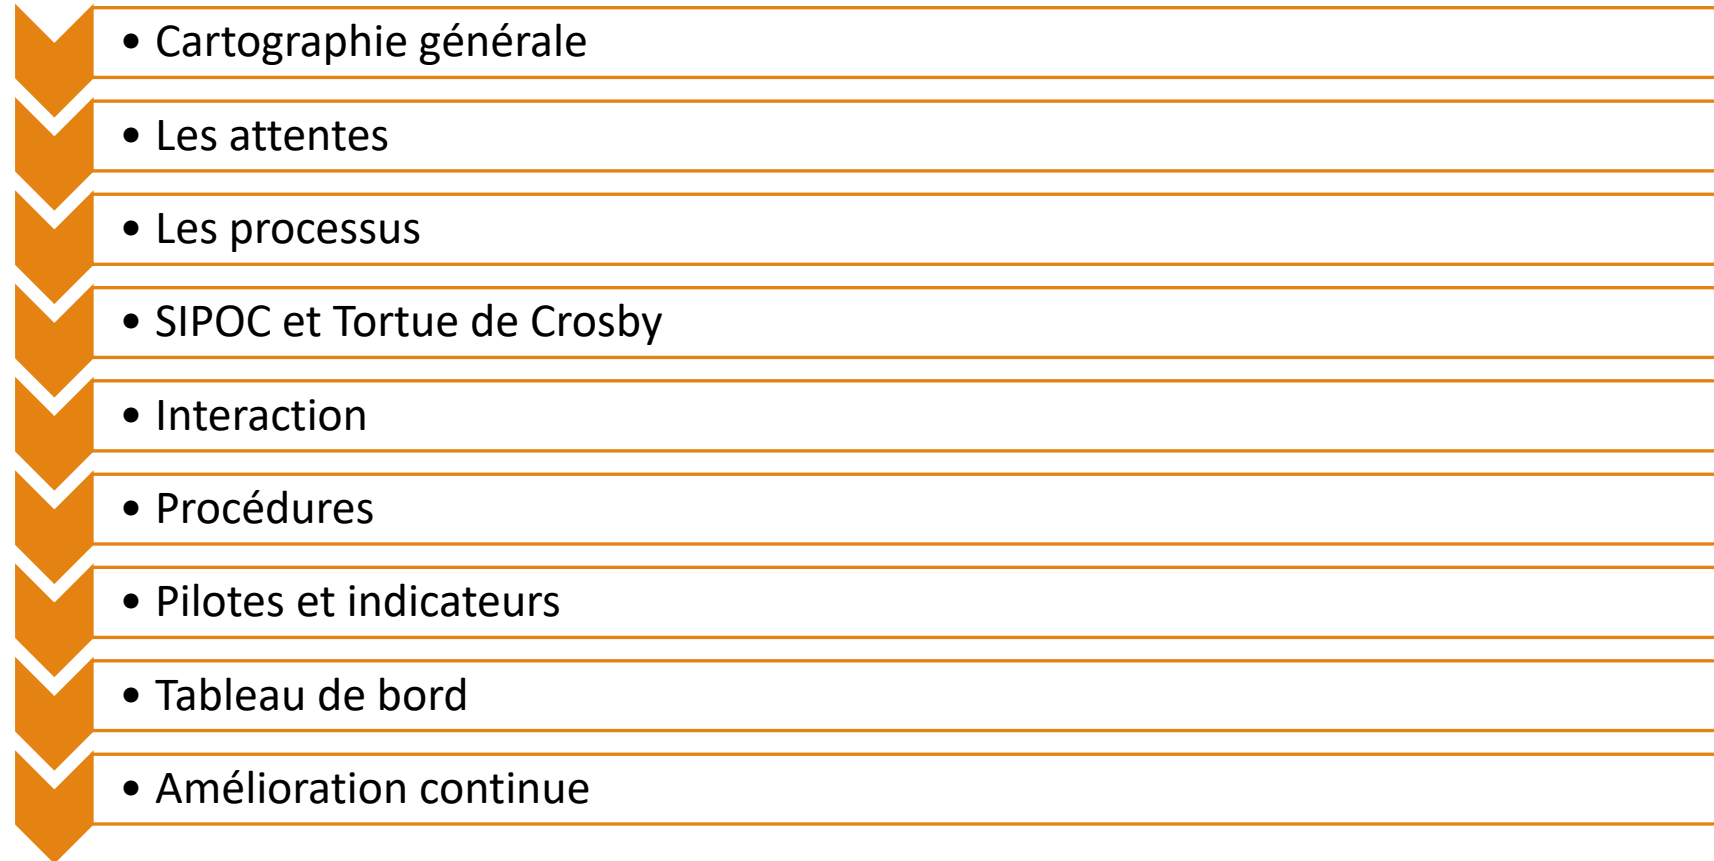 • Cartographie générale
• Les attentes
• Les processus
• SIPOC et Tortue de Crosby
• Interaction
• Procédures
• Pilotes et indicateurs
• Tableau de bord
• Amélioration continue